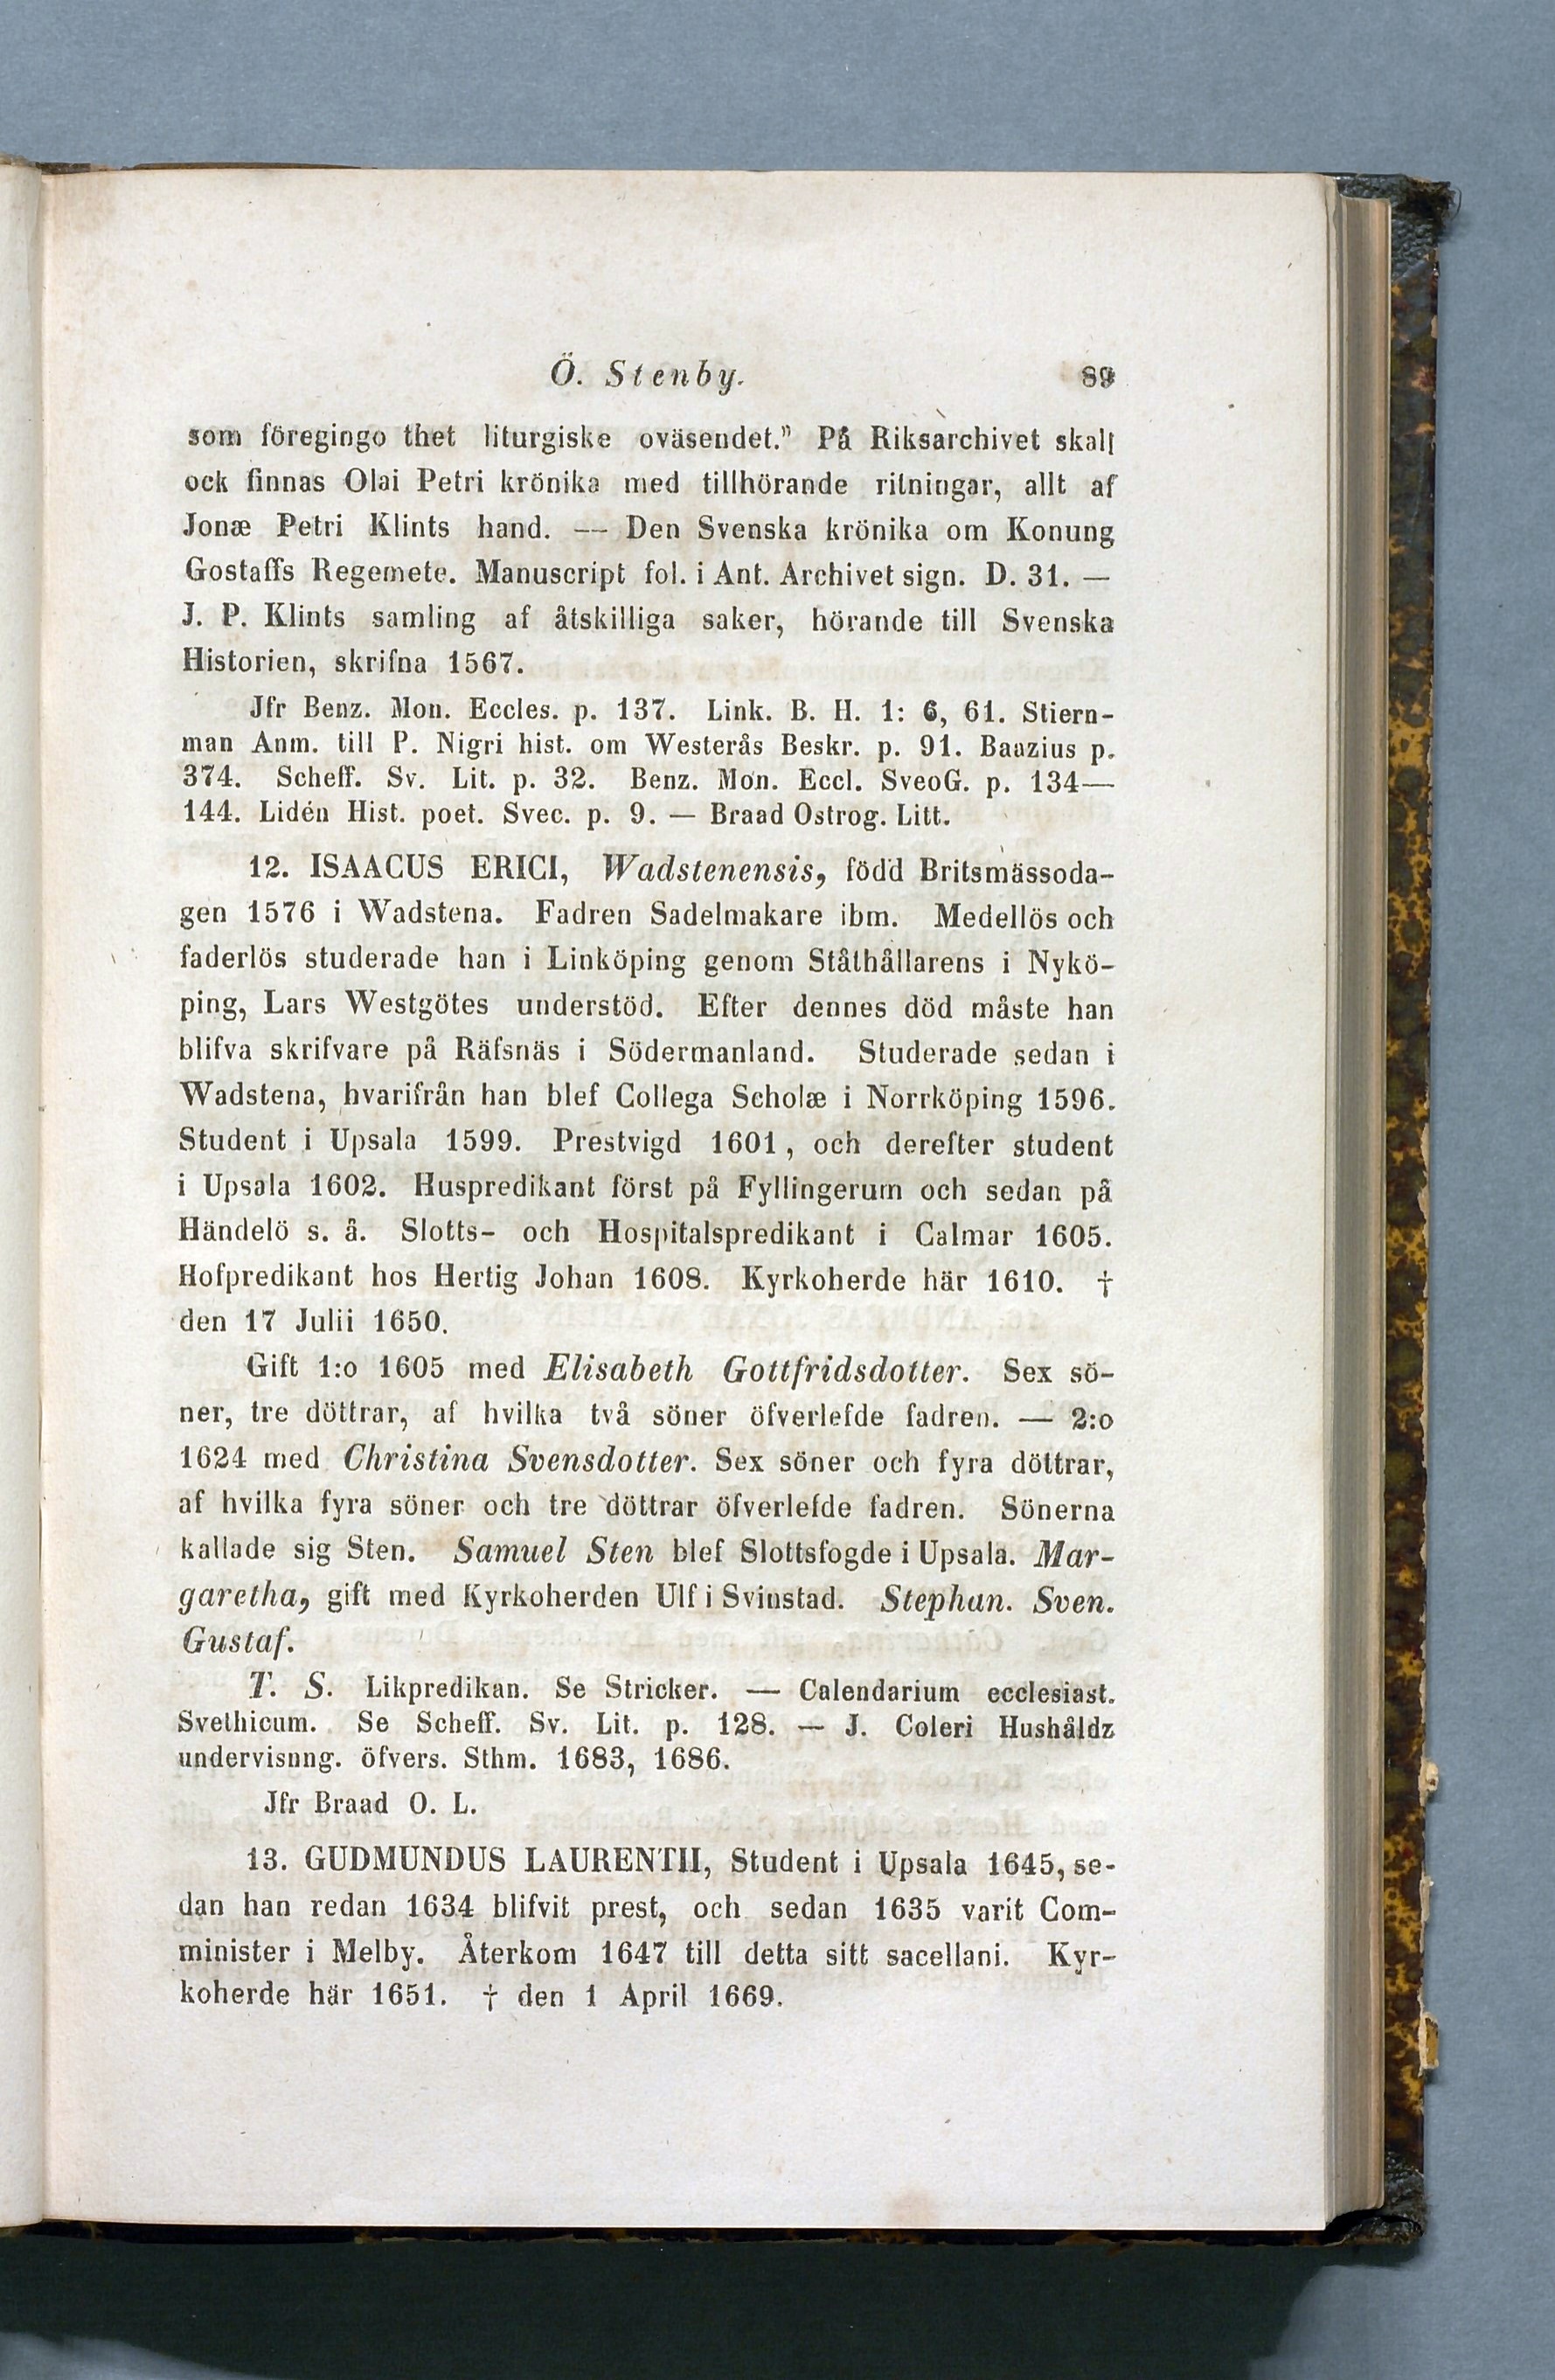 Ö. Stenby. 89
som föregingo thet liturgiske oväsendet." På Riksarchivet skall
ock finnas Olai Petri krönika med tillhörande ritningar, allt af
Jonæ Petri Klints hand. — Den Svenska krönika om Konung
Gostaffs Regemete. Manuscript fol. i Ant. Archivet sign. D. 31. —
J. P. Klints samling af åtskilliga saker, hörande till Svenska
Historien, skrifna 1567.
Jfr Benz. Mon. Eccles. p. 137. Link. B. H. 1: 6, 61. Stiern-
man Anm. till P. Nigri hist. om Westerås Beskr. p. 91. Baazius p.
374. Scheff. Sv. Lit. p. 32. Benz. Mon. Eccl. SveoG. p. 134—
144. Lidén Hist. poet. Svec. p. 9. — Braad Ostrog. Litt.
12. ISAACUS ERICI, Wadstenensis, född Britsmässoda-
gen 1576 i Wadstena. Fadren Sadelmakare ibm. Medellös och
faderlös studerade han i Linköping genom Ståthållarens i Nykö-
ping, Lars Westgötes understöd. Efter dennes död måste han
blifva skrifvare på Räfsnäs i Södermanland. Studerade sedan i
Wadstena, hvarifrån han blef Collega Scholæ i Norrköping 1596.
Student i Upsala 1599. Prestvigd 1601, och derefter student
i Upsala 1602. Huspredikant först på Fyllingerum och sedan på
Händelö s. å. Slotts- och Hospitalspredikant i Calmar 1605.
Hofpredikant hos Hertig Johan 1608. Kyrkoherde här 1610. †
den 17 Julii 1650.
Gift 1:o 1605 med Elisabeth Gottfridsdotter. Sex sö-
ner, tre döttrar, af hvilka två söner öfverlefde fadren. — 2:o
1624 med Christina Svensdotter. Sex söner och fyra döttrar,
af hvilka fyra söner och tre döttrar öfverlefde fadren. Sönerna
kallade sig Sten. Samuel Sten blef Slottsfogde i Upsala. Mar-
garetha, gift med Kyrkoherden Ulf i Svinstad. Stephan. Sven.
Gustaf.
T. S. Likpredikan. Se Stricker. — Calendarium ecclesiast.
Svethicum. Se Scheff. Sv. Lit. p. 128. — J. Coleri Hushåldz
undervisnng. öfvers. Sthm. 1683, 1686.
Jfr Braad O. L.
13. GUDMUNDUS LAURENTII, Student i Upsala 1645, se-
dan han redan 1634 blifvit prest, och sedan 1635 varit Com-
minister i Melby. Återkom 1647 till detta sitt sacellani. Kyr-
koherde här 1651. † den 1 April 1669.